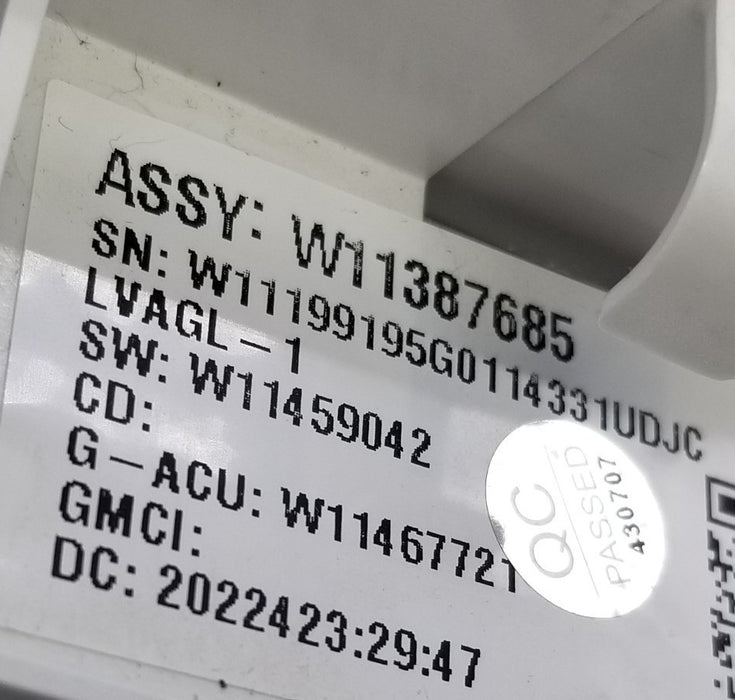 ASSY: W11387685
SN: W11199195G0114331UDJC
LVAGL-1
SW: W11459042
CD:
G-ACU: W11467721
GMCI:
DC: 2022423:29:47
QC
PASSED
430707